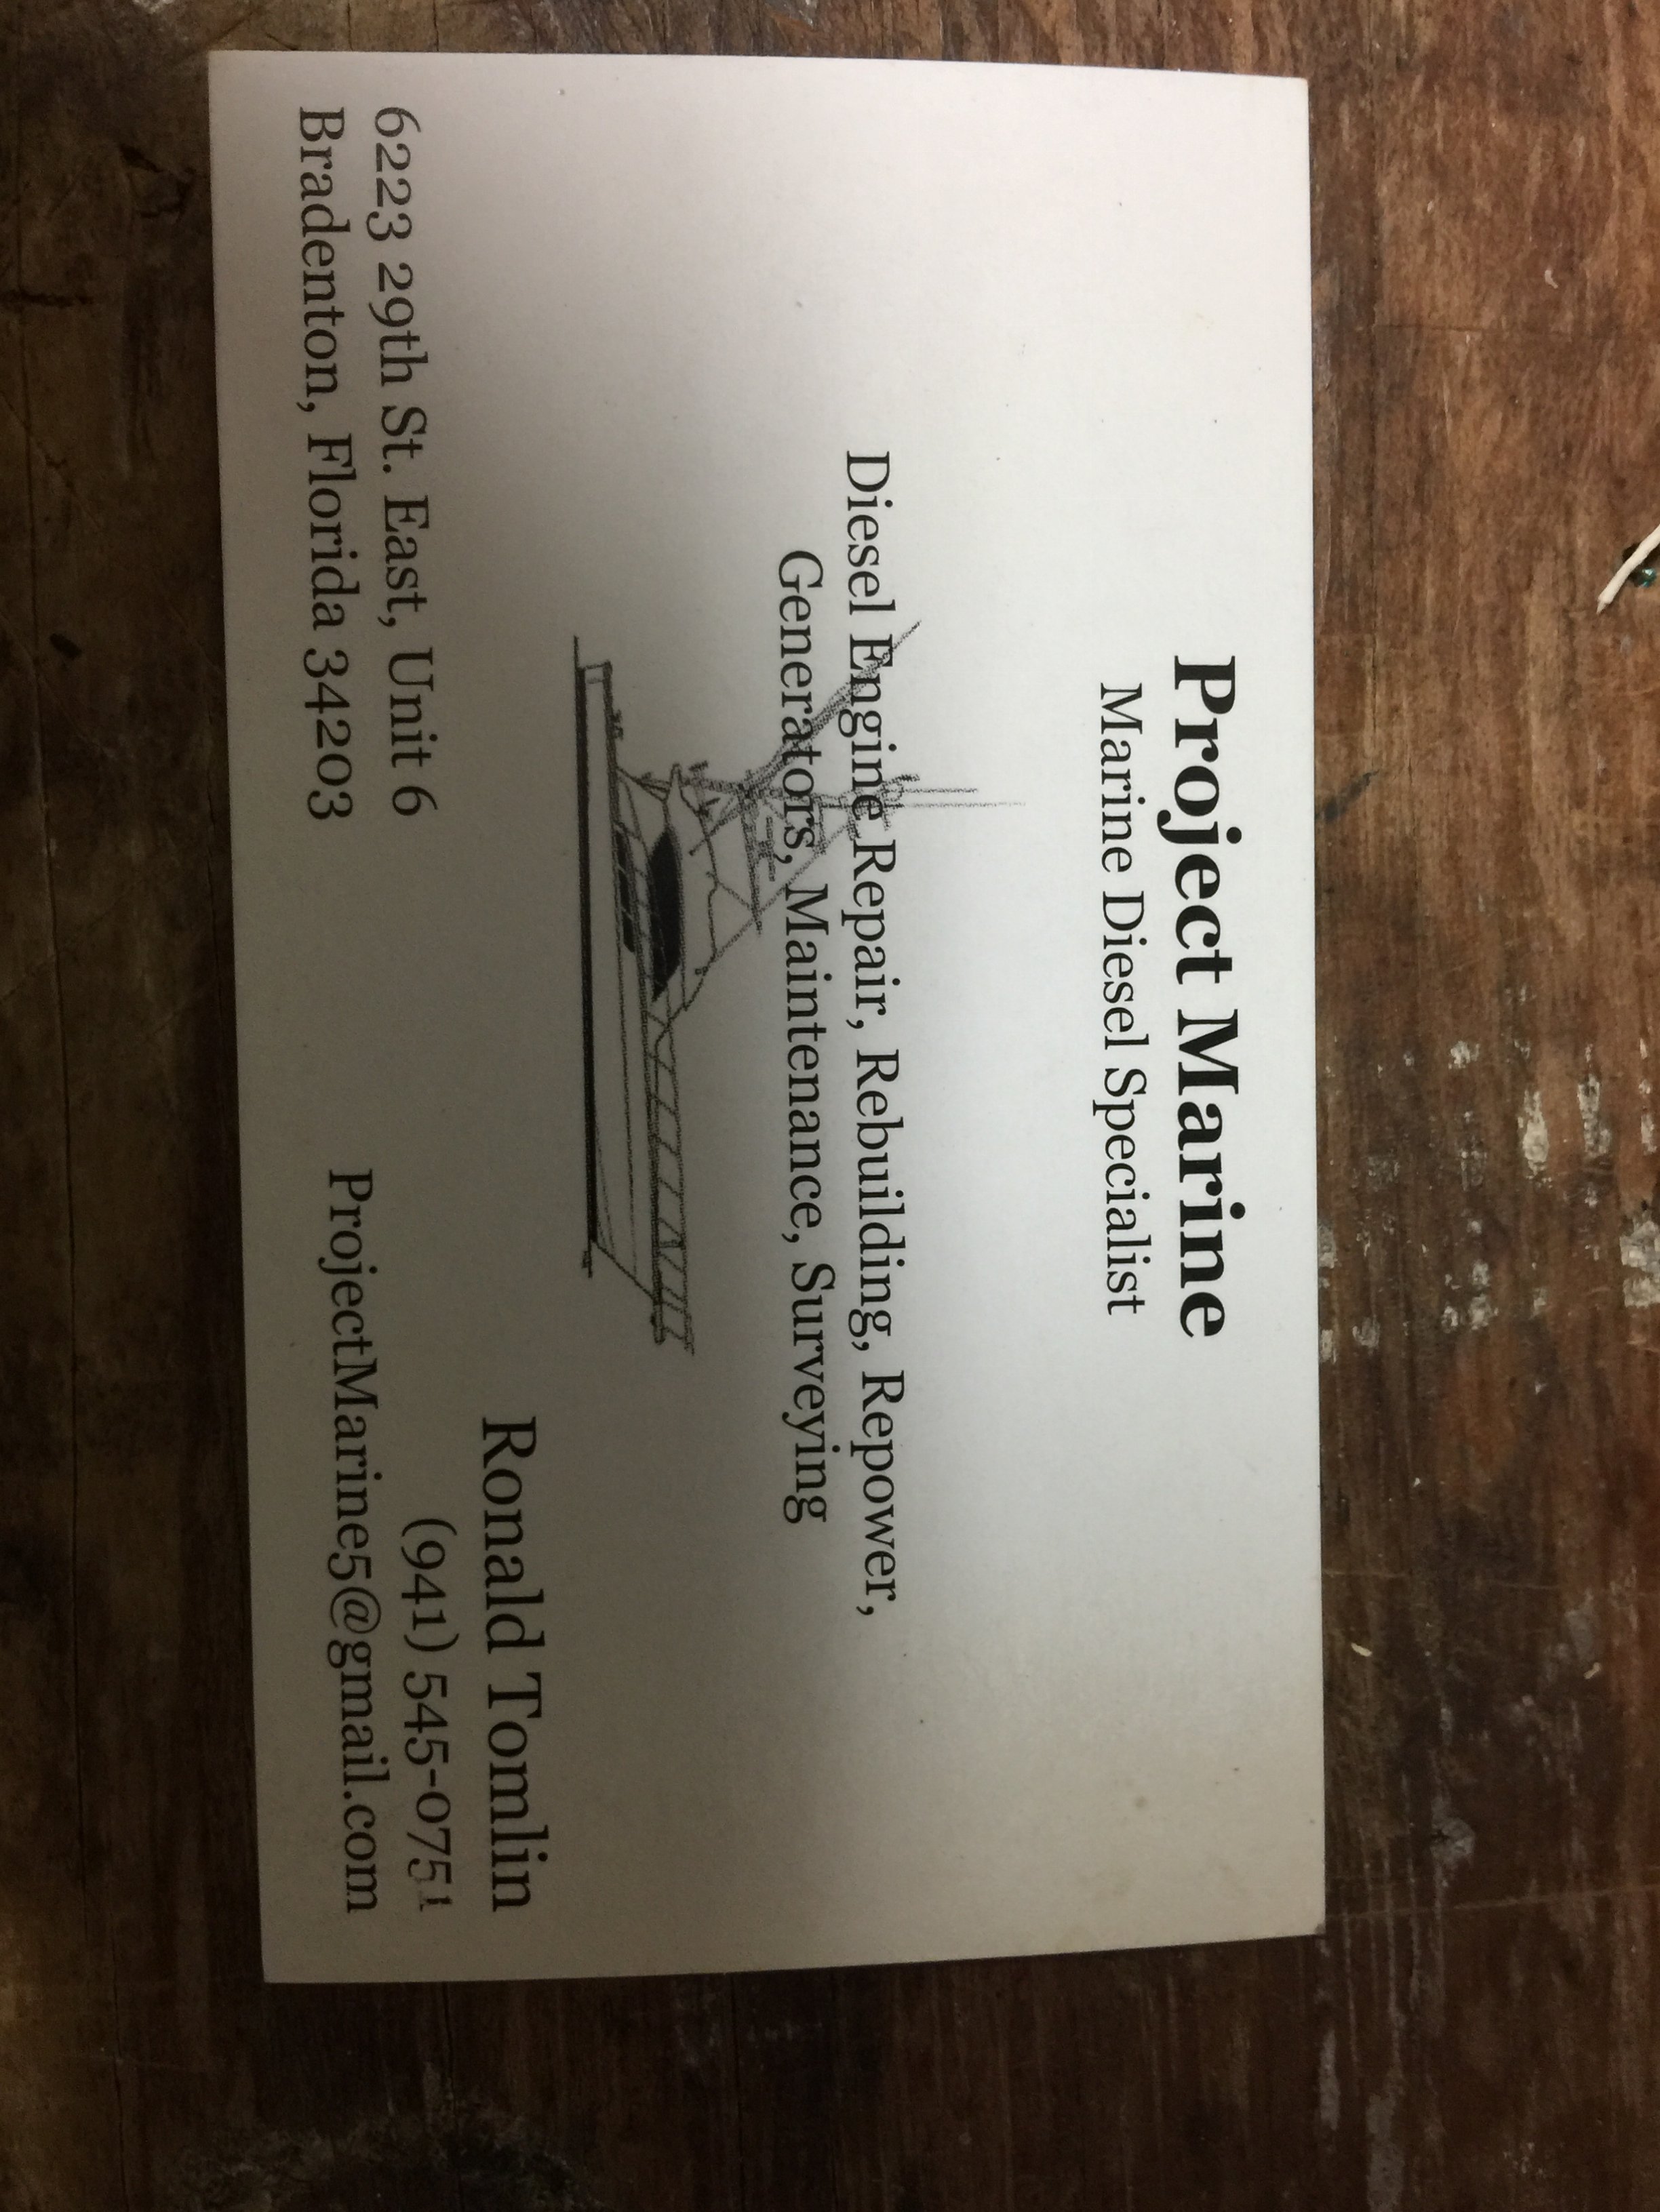 Project Marine
Marine Diesel Specialist
Diesel Engine Repair, Rebuilding, Repower,
Generators, Maintenance, Surveying
Ronald Tomlin
6223 29th St. East, Unit 6
(941) 545-0751
Bradenton, Florida 34203
ProjectMarine5@gmail.com